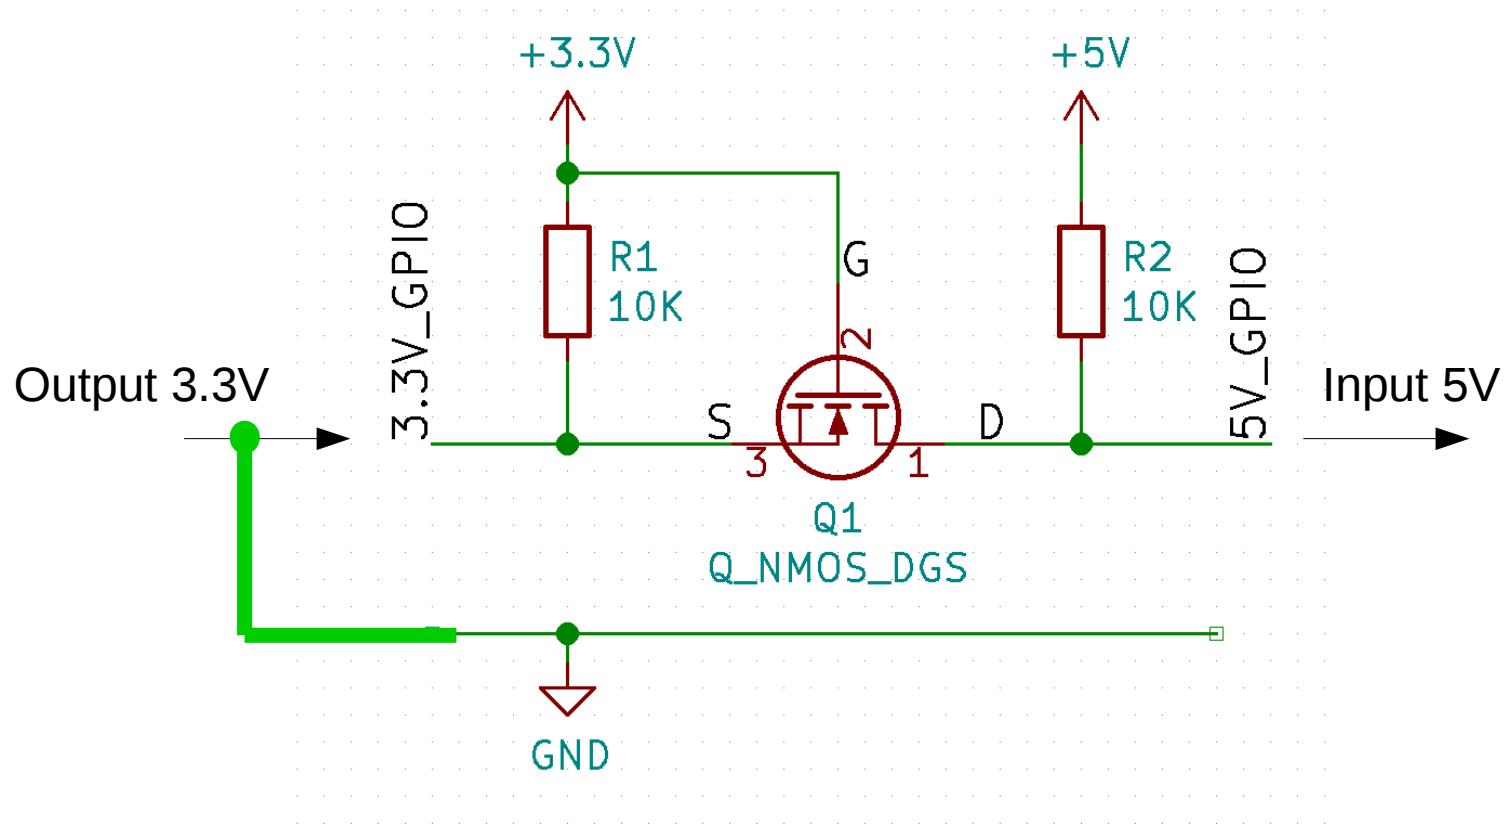 +3.3V
+5V
3.3V_GPIO
R1
10K
G
2
R2
10K
5V_GPIO
Output 3.3V
Input 5V
S
D
3
1
Q1
Q_NMOS_DGS
GND